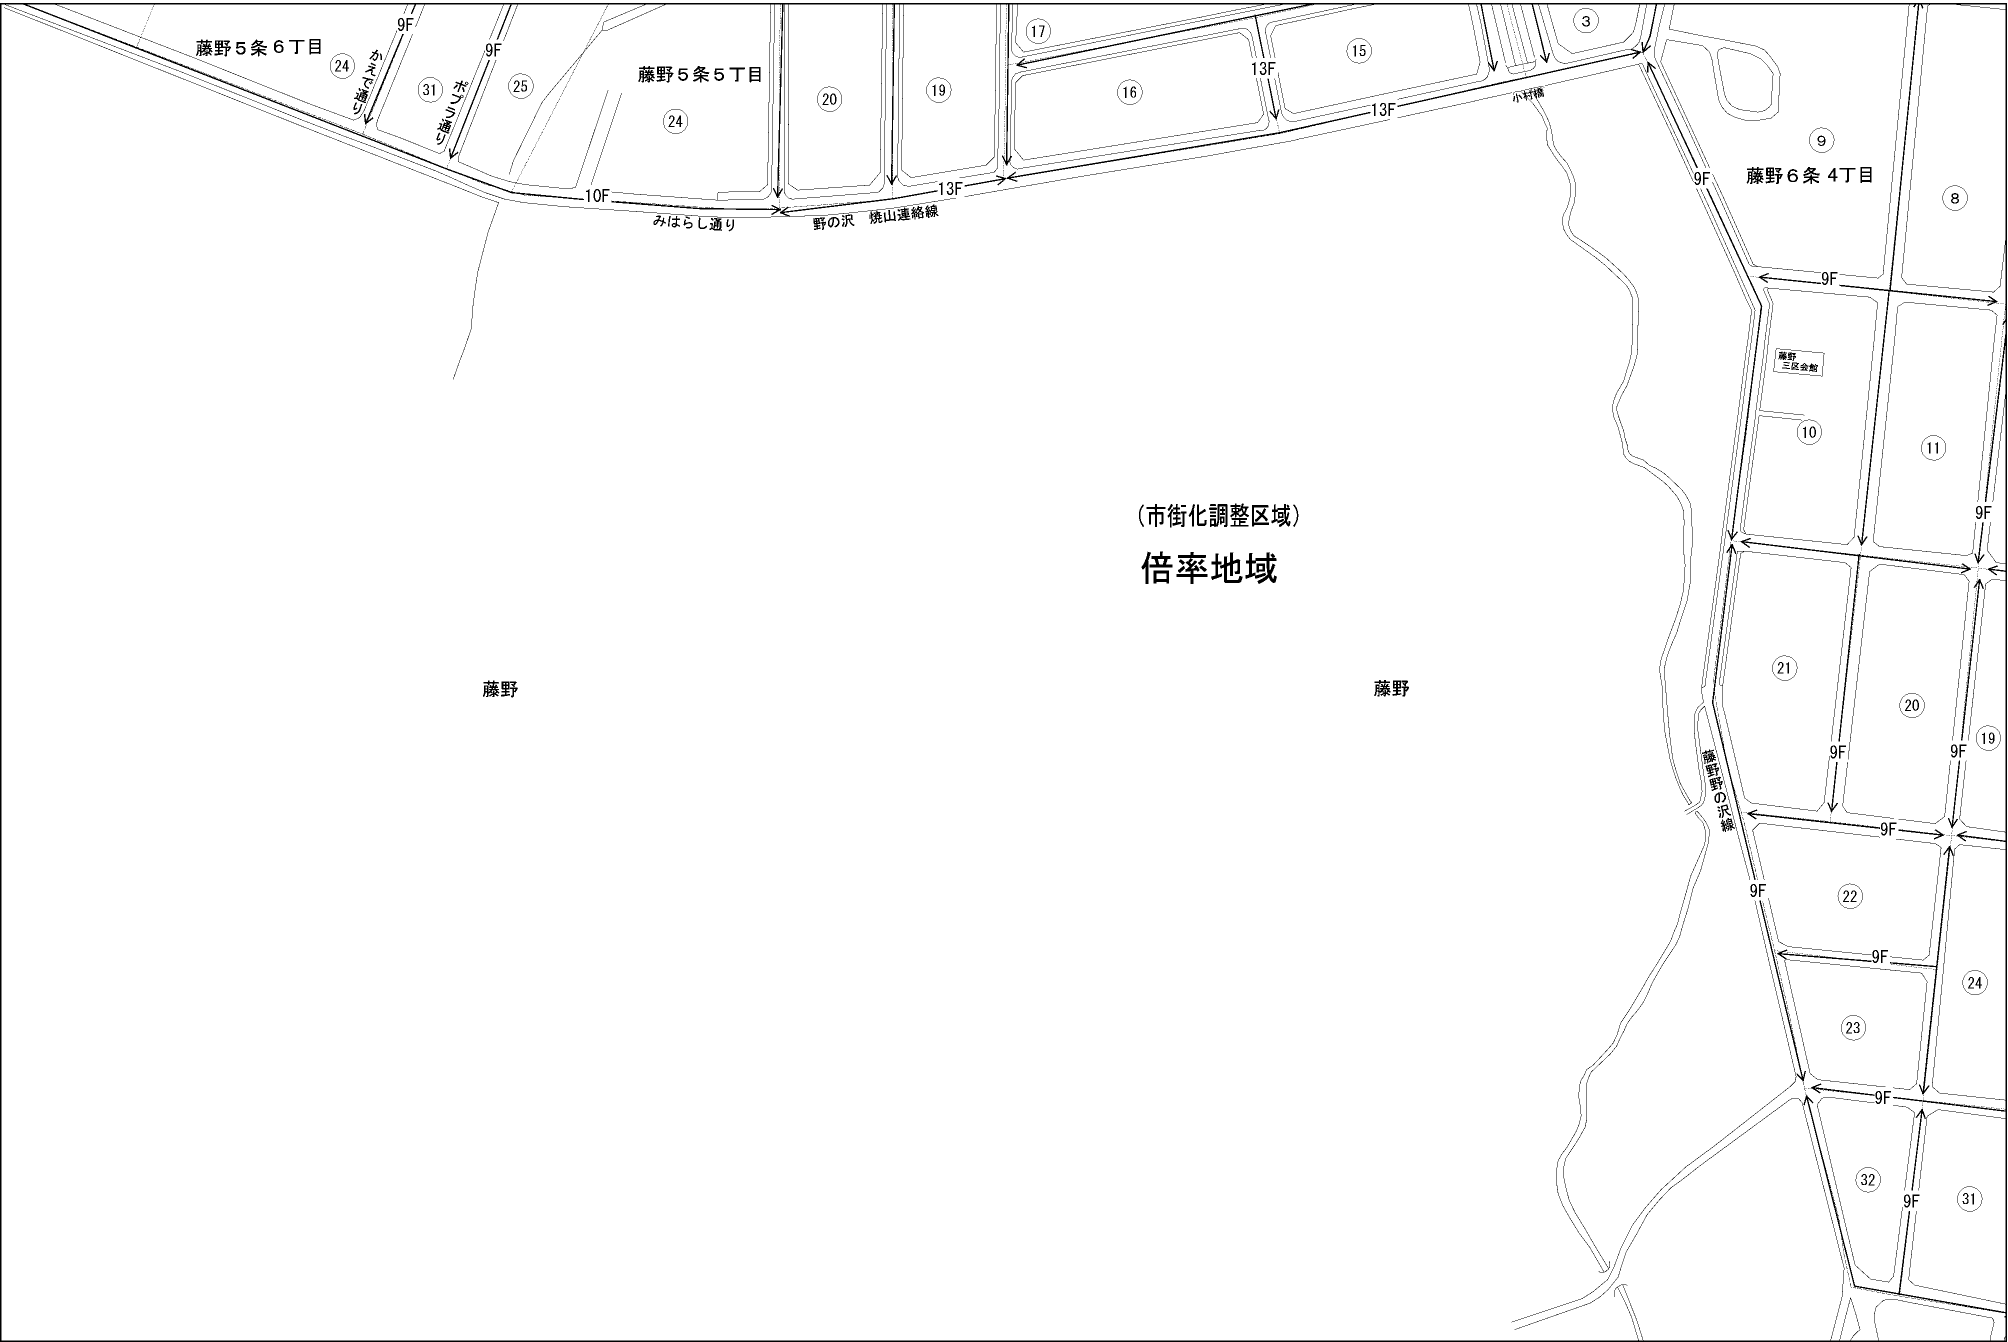 9F
藤野5条6丁目
24
かえで通り
31
9F
ポプラ通り
25
藤野5条5丁目
24
20
19
17
16
13F
15
3
13F
小村橋
9
藤野6条4丁目
8
9F
10F
みはらし通り
13F
野の沢 焼山連絡線
9F
藤野
三区会館
10
11
9F
(市街化調整区域)
倍率地域
藤野
藤野
21
20
19
9F
9F
藤野野の沢線
9F
9F
22
9F
24
23
9F
32
9F
31